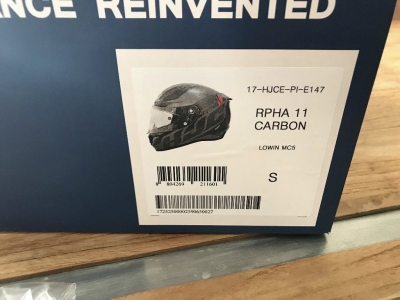 ANCE REINVENTED
17-HJCE-PI-E147
RPHA 11
CARBON
LOWIN MC5
S